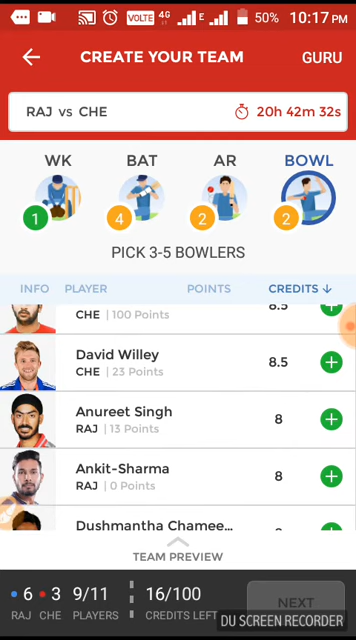 VOLTE 4G E 50% 10:17 PM
CREATE YOUR TEAM GURU
RAJ vs CHE 20h 42m 32s
WK BAT AR BOWL
1 4 2 2
PICK 3-5 BOWLERS
INFO PLAYER POINTS CREDITS ↓
CHE | 100 Points 8.5
David Willey
CHE | 23 Points 8.5
Anureet Singh
RAJ | 13 Points 8
Ankit-Sharma
RAJ | 0 Points 8
Dushmantha Chamee...
TEAM PREVIEW
6 3 9/11 16/100 NEXT
RAJ CHE PLAYERS CREDITS LEFT
DU SCREEN RECORDER